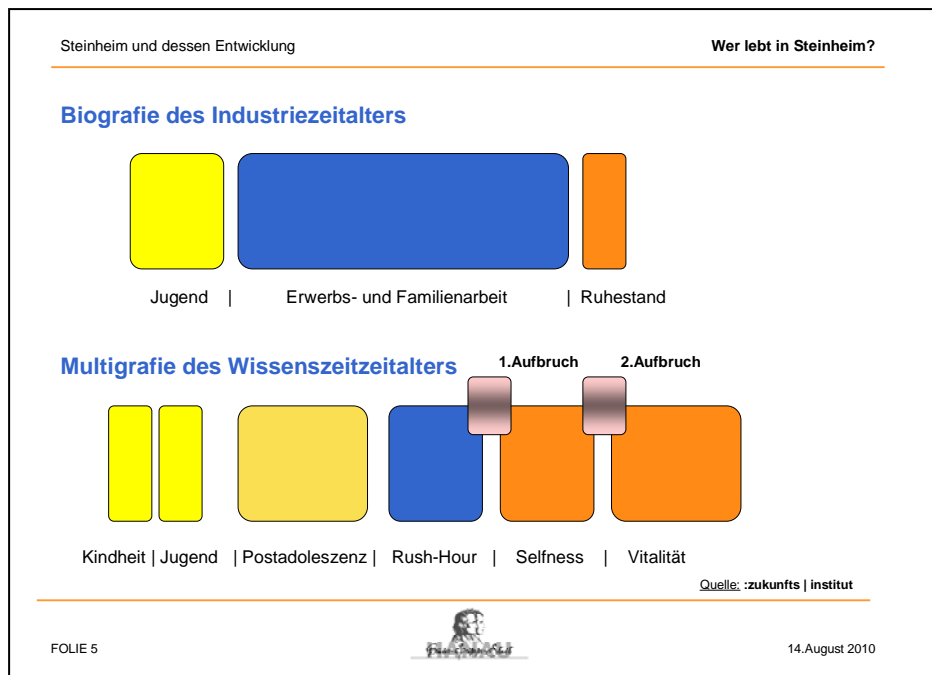 Steinheim und dessen Entwicklung Wer lebt in Steinheim?
Biografie des Industriezeitalters
Jugend | Erwerbs- und Familienarbeit | Ruhestand
1.Aufbruch 2.Aufbruch
Multigrafie des Wissenszeitzeitalters
Kindheit | Jugend | Postadoleszenz | Rush-Hour | Selfness | Vitalität
Quelle: :zukunfts | institut
FOLIE 5 HANAU 14.August 2010